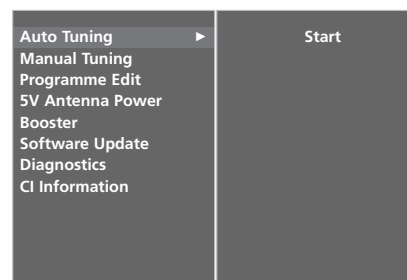 Auto Tuning ► Start
Manual Tuning
Programme Edit
5V Antenna Power
Booster
Software Update
Diagnostics
CI Information